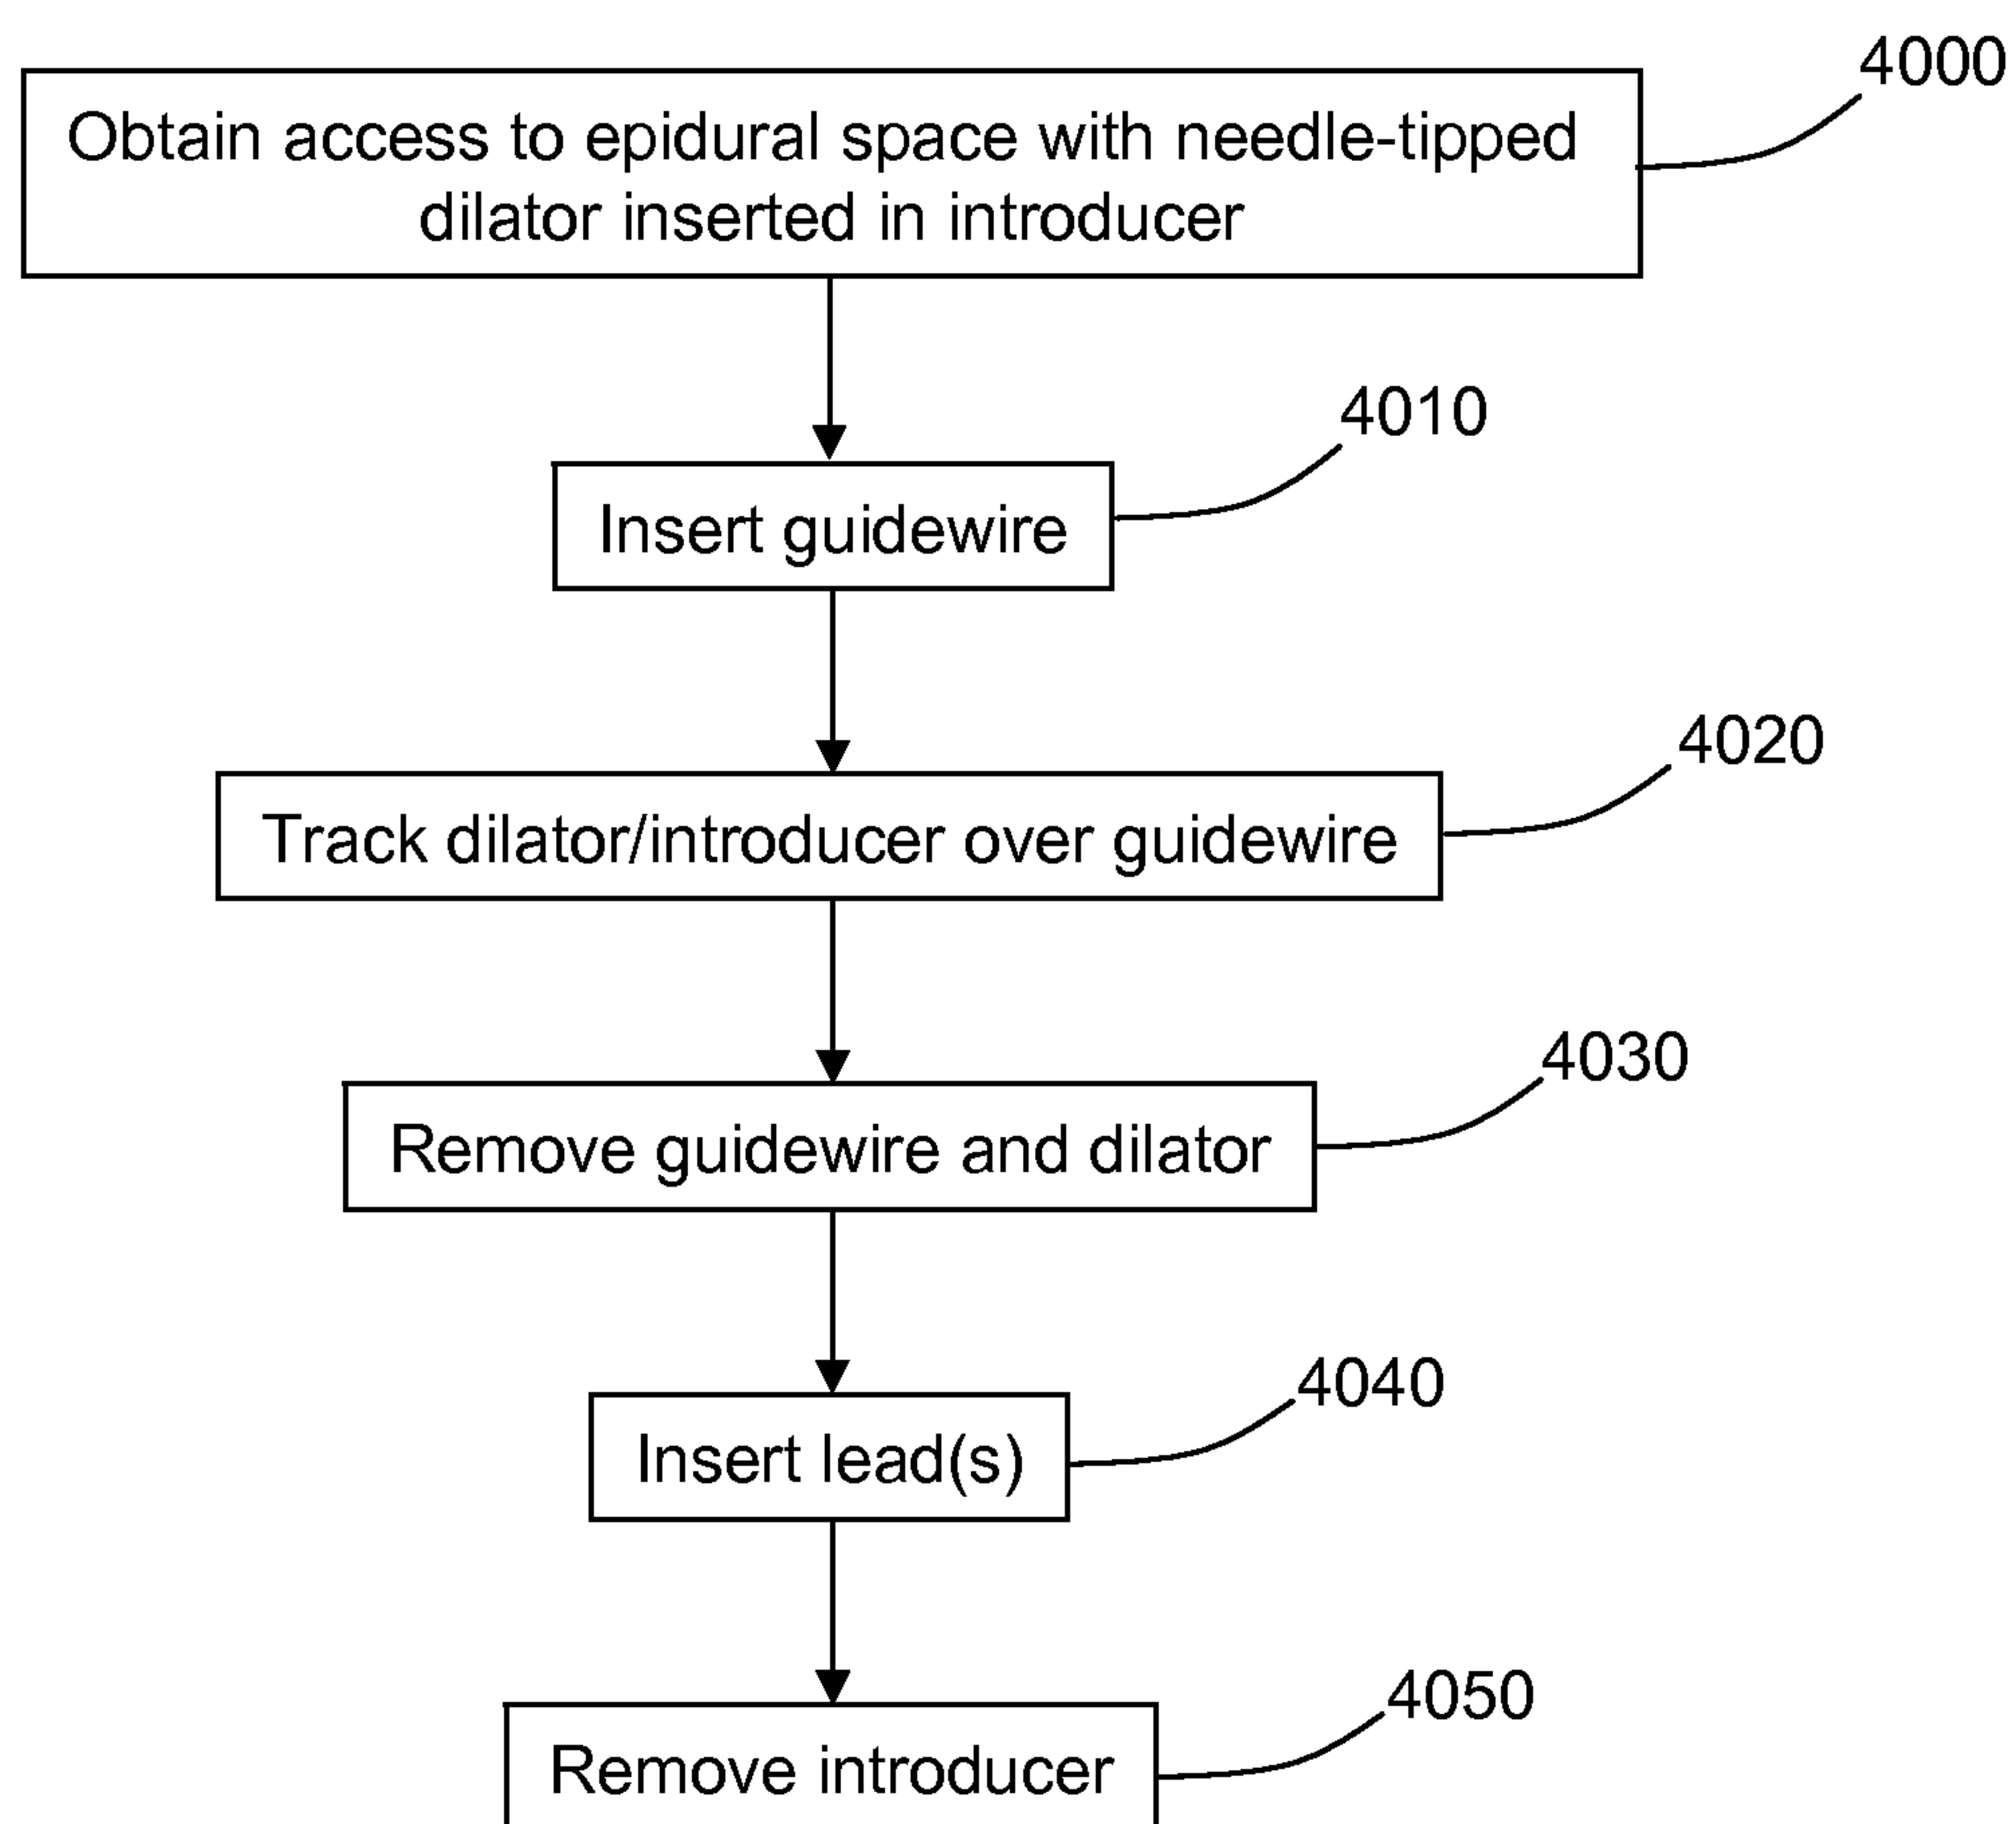 4000
Obtain access to epidural space with needle-tipped
dilator inserted in introducer
4010
Insert guidewire
4020
Track dilator/introducer over guidewire
4030
Remove guidewire and dilator
4040
Insert lead(s)
4050
Remove introducer